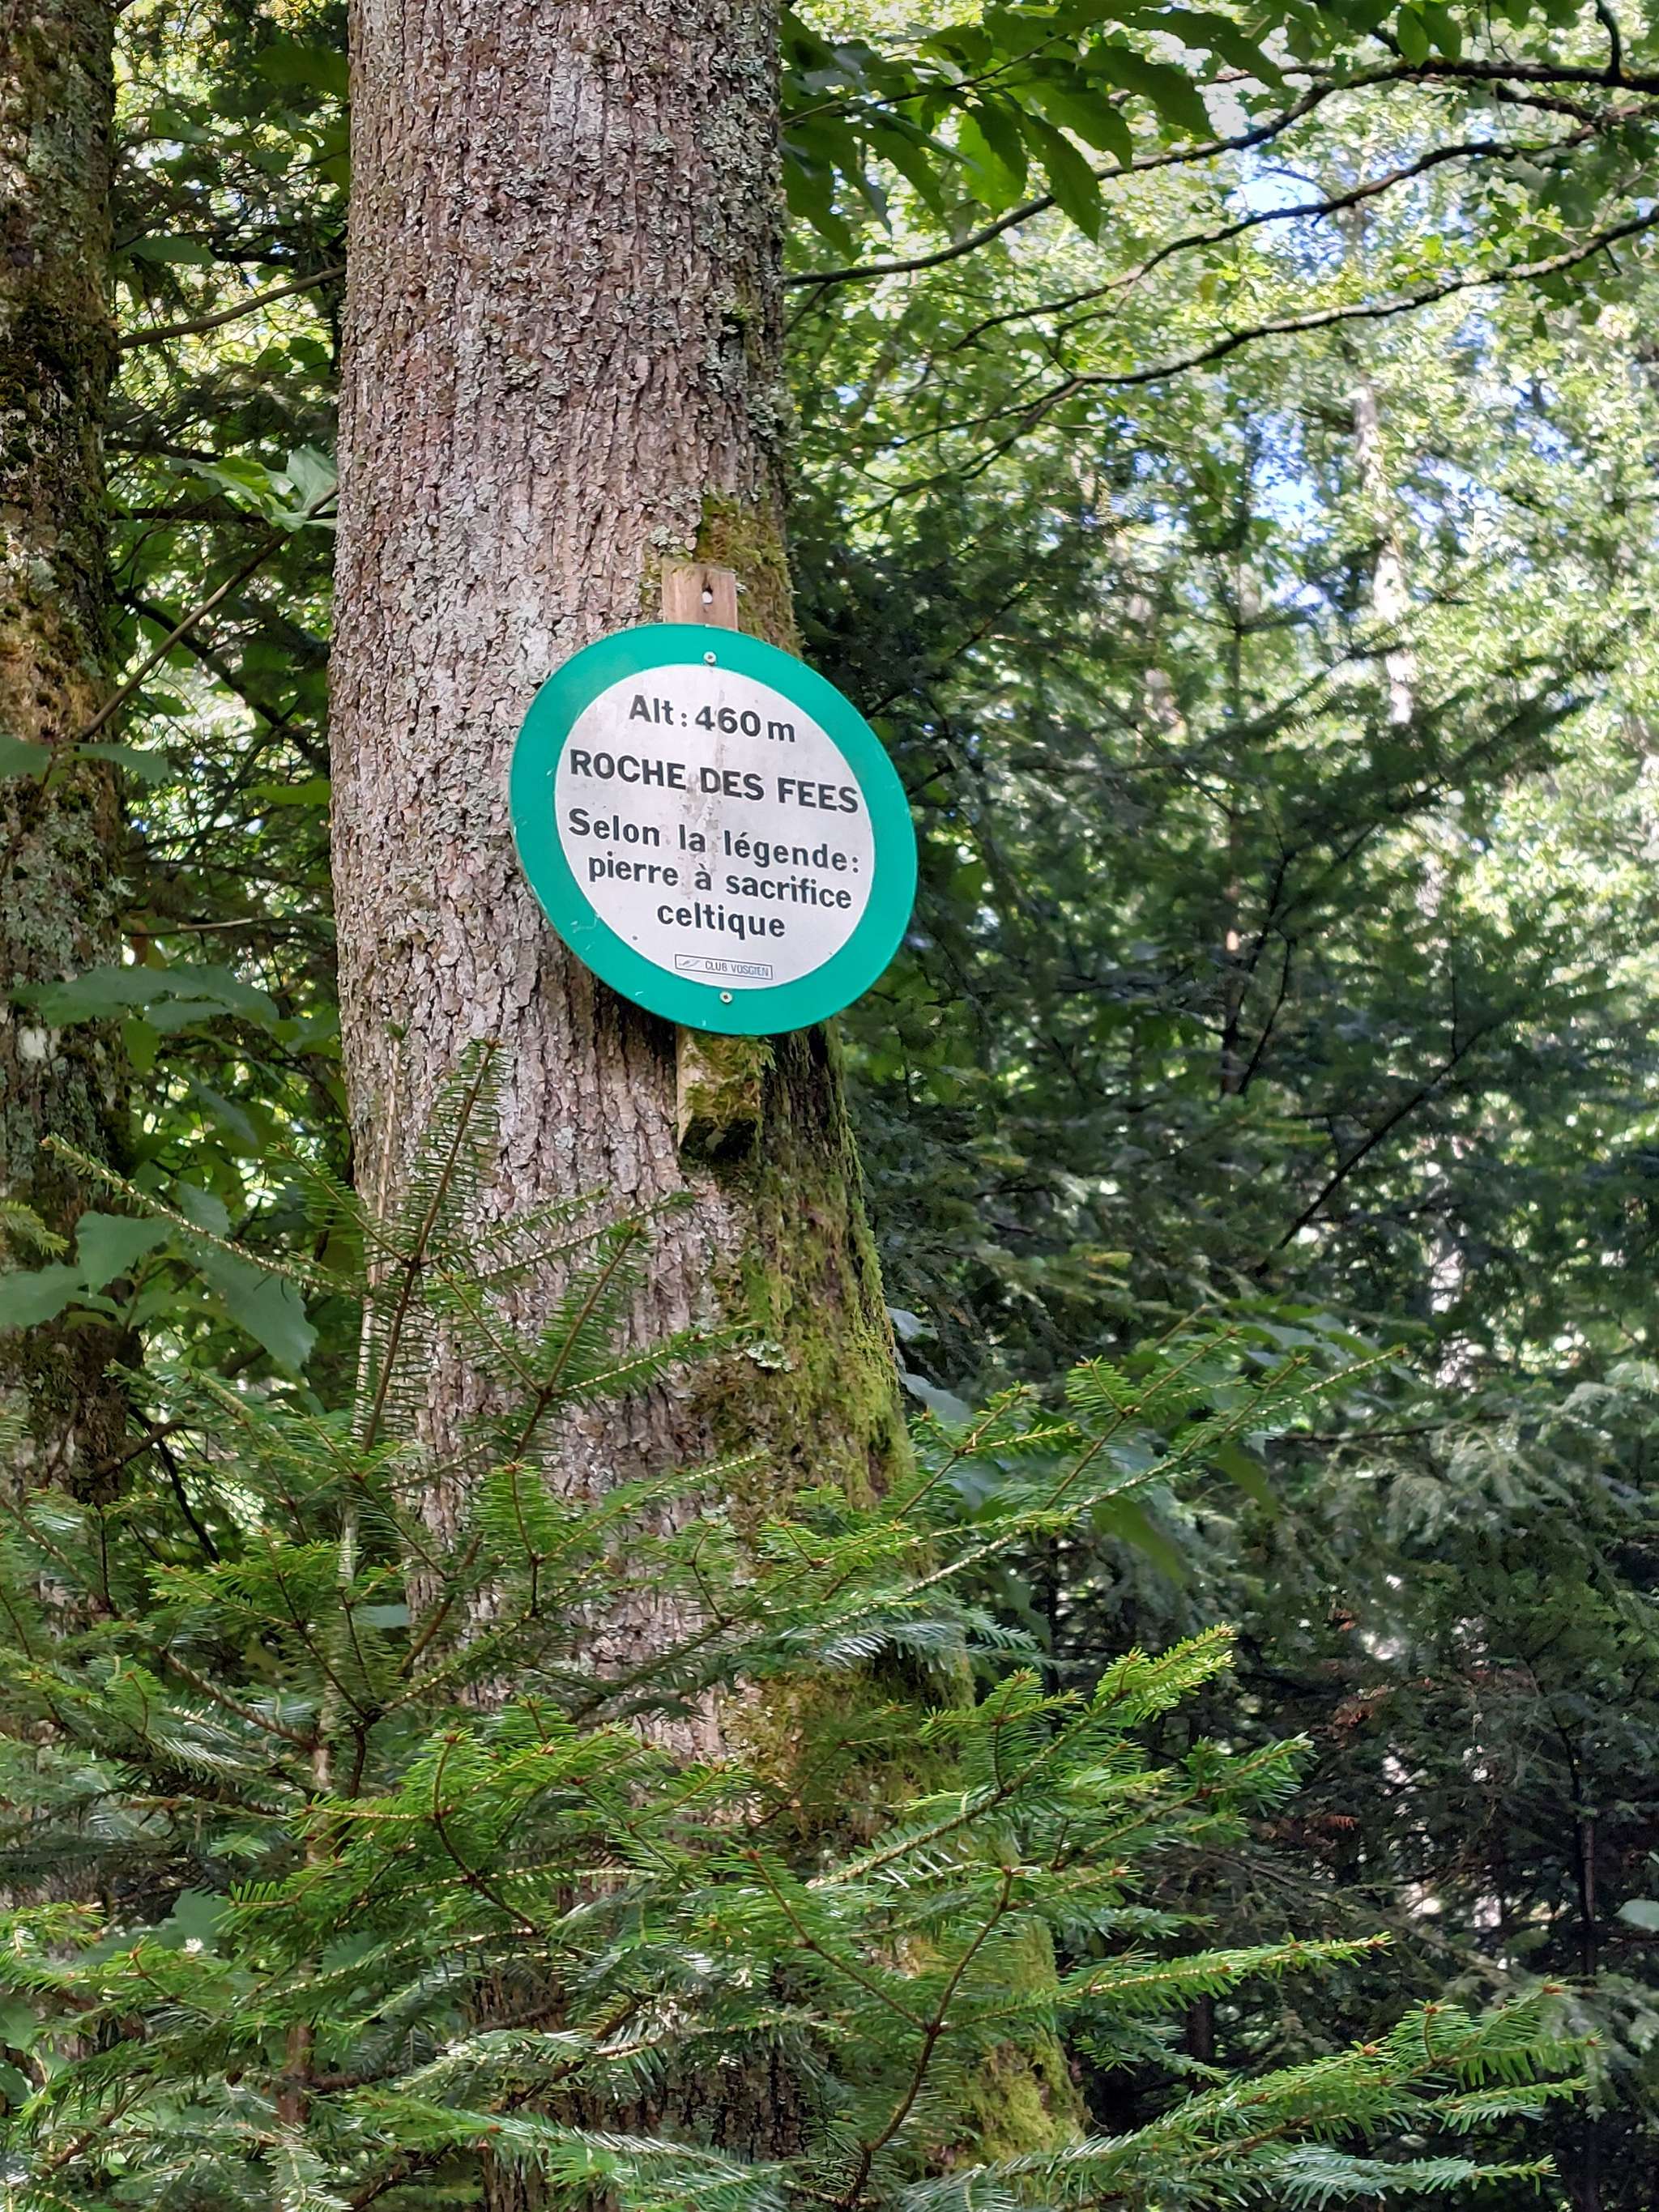 Alt : 460 m
ROCHE DES FEES
Selon la légende:
pierre à sacrifice
celtique
CLUB VOSGIEN